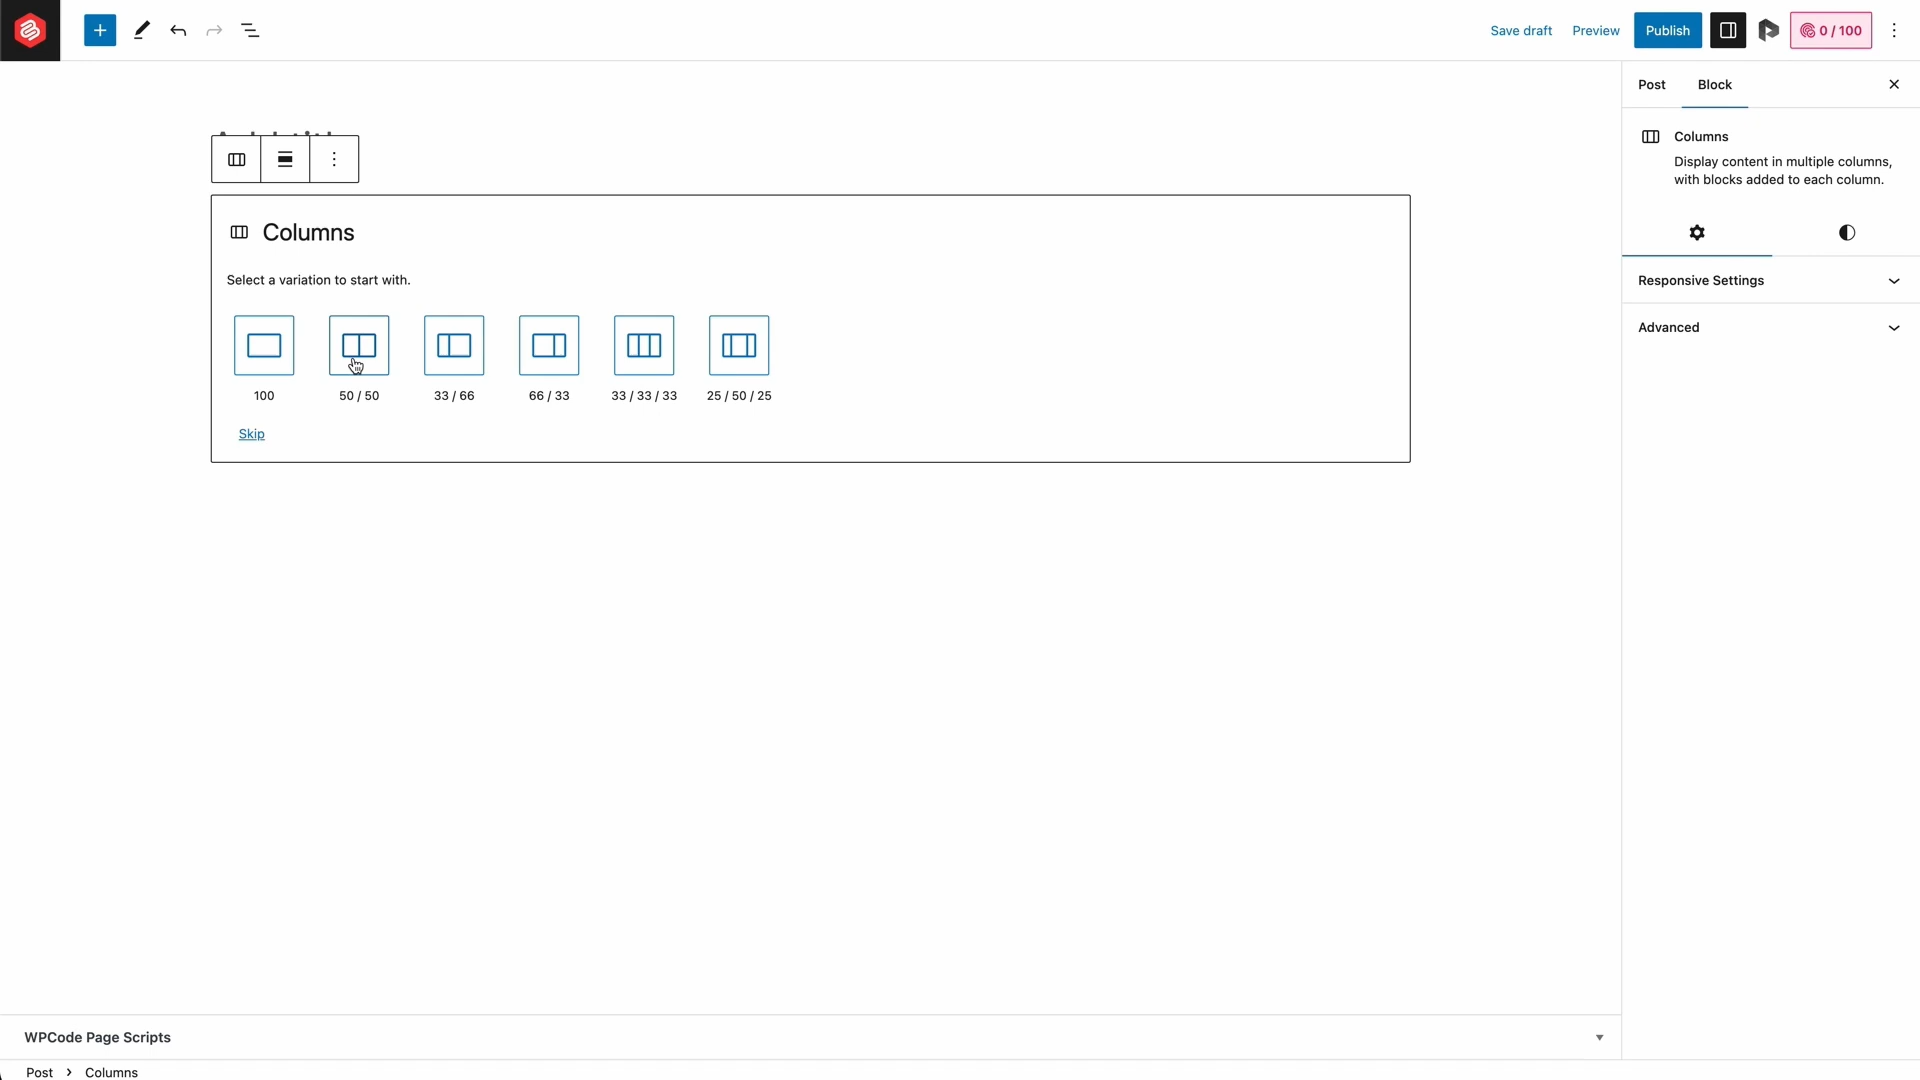 Save draft
Preview
Publish
0 / 100
Post
Block
Columns
Display content in multiple columns,
with blocks added to each column.
Columns
Select a variation to start with.
100
50 / 50
33 / 66
66 / 33
33 / 33 / 33
25 / 50 / 25
Skip
Responsive Settings
Advanced
WPCode Page Scripts
Post
Columns